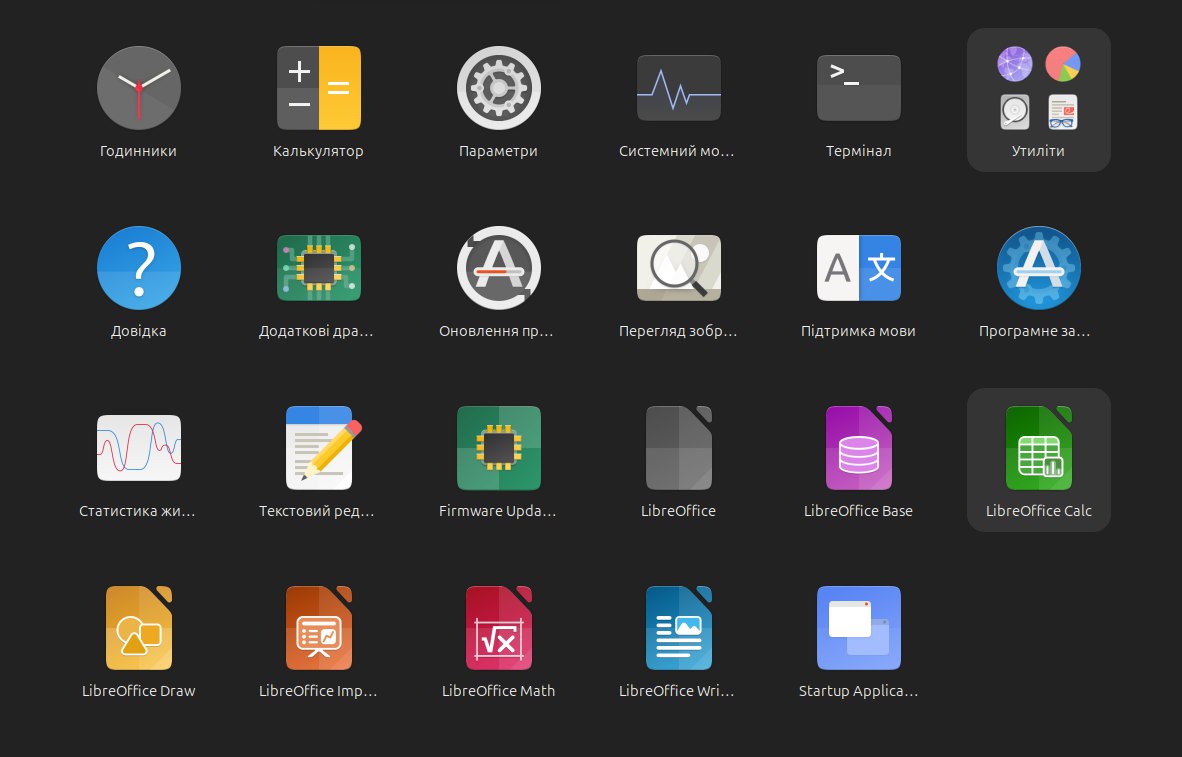 Годинники
Калькулятор
Параметри
Системний мо...
Термінал
Утиліти
Довідка
Додаткові дра...
Оновлення пр...
Перегляд зобр...
Підтримка мови
Програмне за...
Статистика жи...
Текстовий ред...
Firmware Upda...
LibreOffice
LibreOffice Base
LibreOffice Calc
LibreOffice Draw
LibreOffice Imp...
LibreOffice Math
LibreOffice Wri...
Startup Applica...